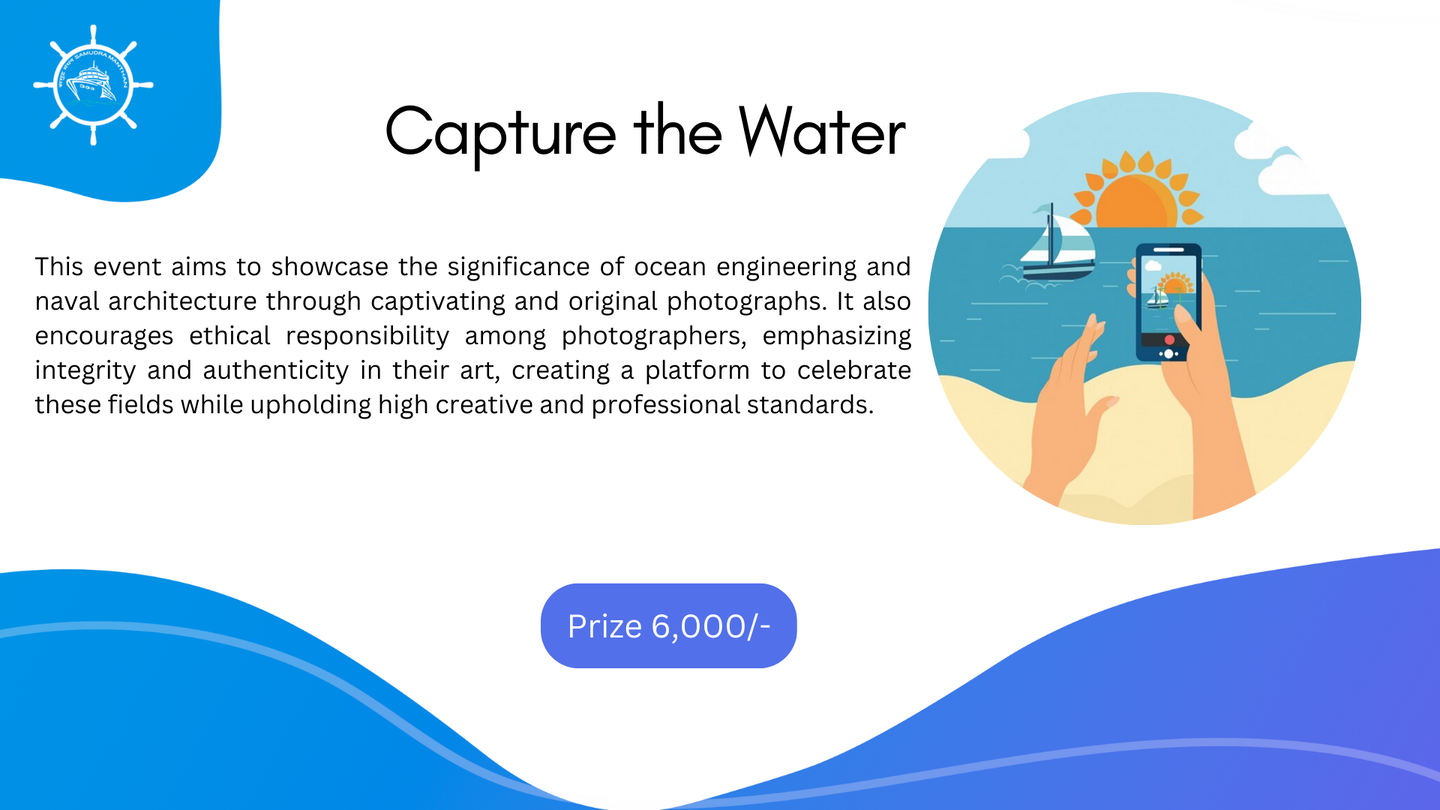 SAMUDRA MANTHAN
Capture the Water
This event aims to showcase the significance of ocean engineering and
naval architecture through captivating and original photographs. It also
encourages ethical responsibility among photographers, emphasizing
integrity and authenticity in their art, creating a platform to celebrate
these fields while upholding high creative and professional standards.
Prize 6,000/-